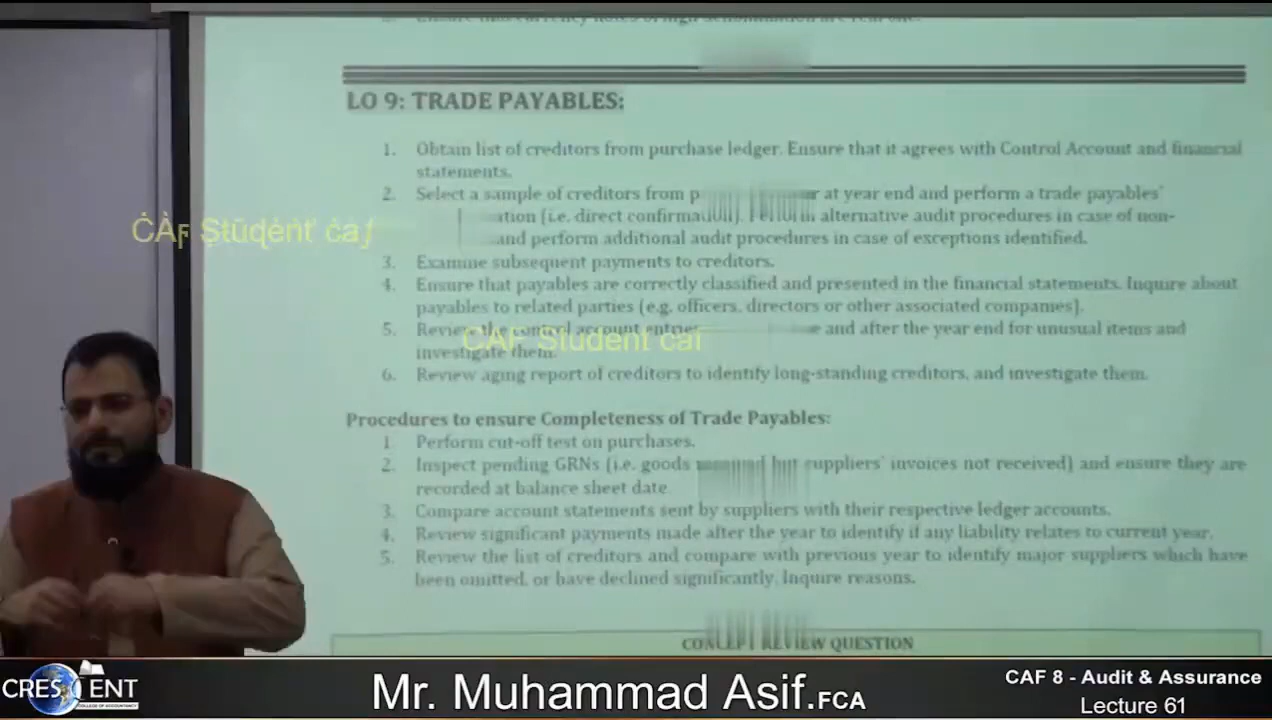 LO 9: TRADE PAYABLES:
1. Obtain list of creditors from purchase ledger. Ensure that it agrees with Control Account and financial
statements.
2. Select a sample of creditors from at year end and perform a trade payables'
(i.e. direct confirmation). Perform alternative audit procedures in case of non-
and perform additional audit procedures in case of exceptions identified.
3. Examine subsequent payments to creditors.
4. Ensure that payables are correctly classified and presented in the financial statements. Inquire about
payables to related parties (e.g. officers, directors or other associated companies).
5. Review the control account entries and after the year end for unusual items and
investigate them.
6. Review aging report of creditors to identify long-standing creditors, and investigate them.
Procedures to ensure Completeness of Trade Payables:
1. Perform cut-off test on purchases.
2. Inspect pending GRNs (i.e. goods but suppliers' invoices not received) and ensure they are
recorded at balance sheet date
3. Compare account statements sent by suppliers with their respective ledger accounts.
4. Review significant payments made after the year to identify if any liability relates to current year.
5. Review the list of creditors and compare with previous year to identify major suppliers which have
been omitted, or have declined significantly. Inquire reasons.
CONCEPT REVIEW QUESTION
CAF Student caf
CRESCENT
COLLEGE OF ACCOUNTANCY
Mr. Muhammad Asif.FCA
CAF 8 - Audit & Assurance
Lecture 61